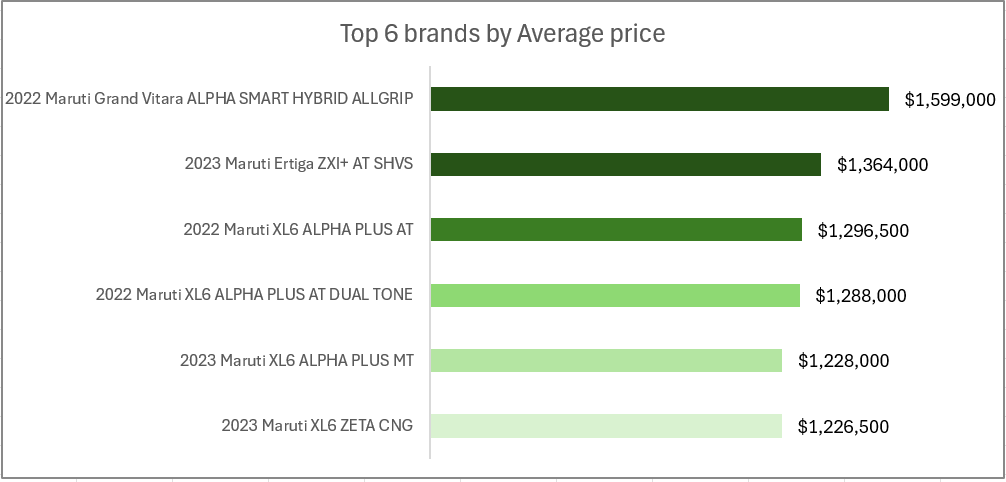 Top 6 brands by Average price
2022 Maruti Grand Vitara ALPHA SMART HYBRID ALLGRIP $1,599,000
2023 Maruti Ertiga ZXI+ AT SHVS $1,364,000
2022 Maruti XL6 ALPHA PLUS AT $1,296,500
2022 Maruti XL6 ALPHA PLUS AT DUAL TONE $1,288,000
2023 Maruti XL6 ALPHA PLUS MT $1,228,000
2023 Maruti XL6 ZETA CNG $1,226,500